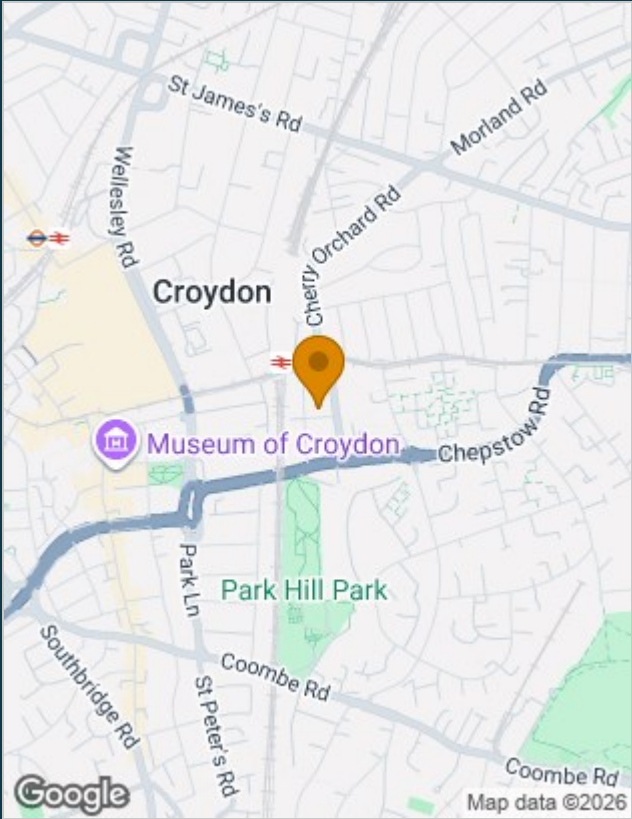 St James's Rd
Morland Rd
Wellesley Rd
Cherry Orchard Rd
Croydon
Museum of Croydon
Chepstow Rd
Park Ln
Park Hill Park
Southbridge Rd
Coombe Rd
St Peter's Rd
Coombe Rd
Google
Map data ©2026